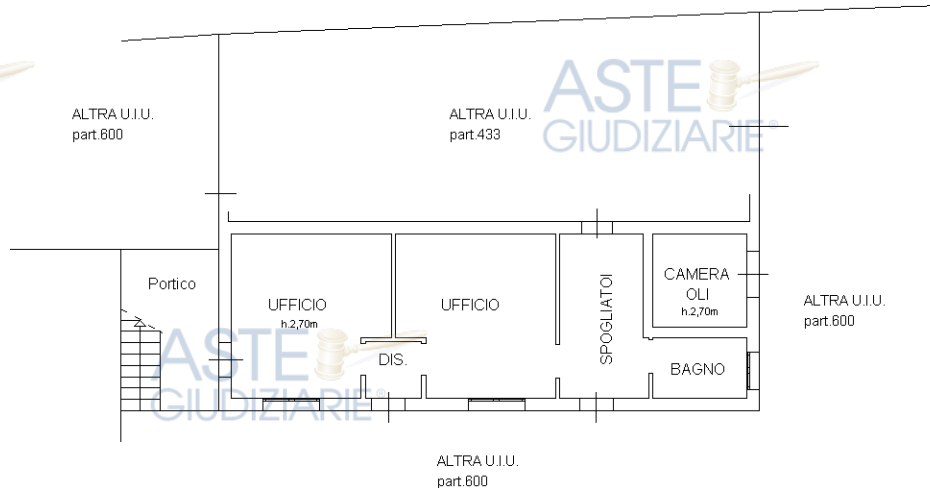 ALTRA U.I.U.
part.600
ALTRA U.I.U.
part.433
ASTE
GIUDIZIARIE®
Portico
UFFICIO
h.2,70m
UFFICIO
SPOGLIATOI
CAMERA
OLI
h.2,70m
ALTRA U.I.U.
part.600
DIS.
BAGNO
ASTE
GIUDIZIARIE®
ALTRA U.I.U.
part.600